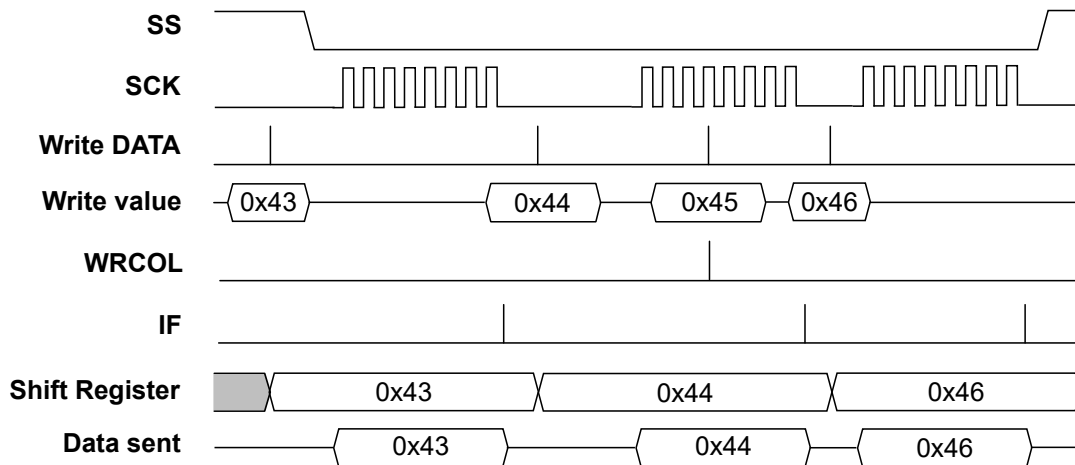 SS
SCK
Write DATA
Write value 0x43 0x44 0x45 0x46
WRCOL
IF
Shift Register 0x43 0x44 0x46
Data sent 0x43 0x44 0x46